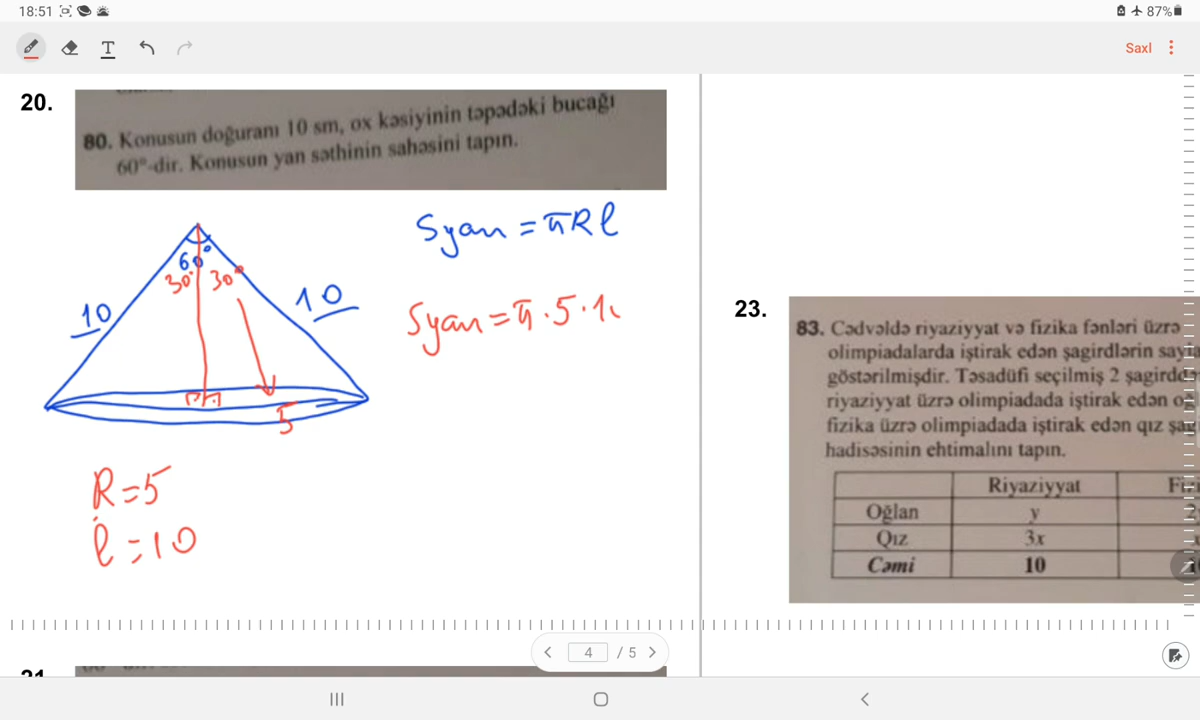 18:51
87%
Saxl
20.
80. Konusun doğuranı 10 sm, ox kəsiyinin təpədəki bucağı
60°-dir. Konusun yan səthinin sahəsini tapın.
60°
30° 30°
10
10
5
R=5
l=10
Syan = πRl
Syan = π·5·1
23.
83. Cədvəldə riyaziyyat və fizika fənləri üzrə
olimpiadalarda iştirak edən şagirdlərin
göstərilmişdir. Təsadüfi seçilmiş 2
riyaziyyat üzrə olimpiadada iştirak edən
fizika üzrə olimpiadada iştirak edən qız
hadisəsinin ehtimalını tapın.
Riyaziyyat
Oğlan y
Qız 3x
Cəmi 10
4 / 5